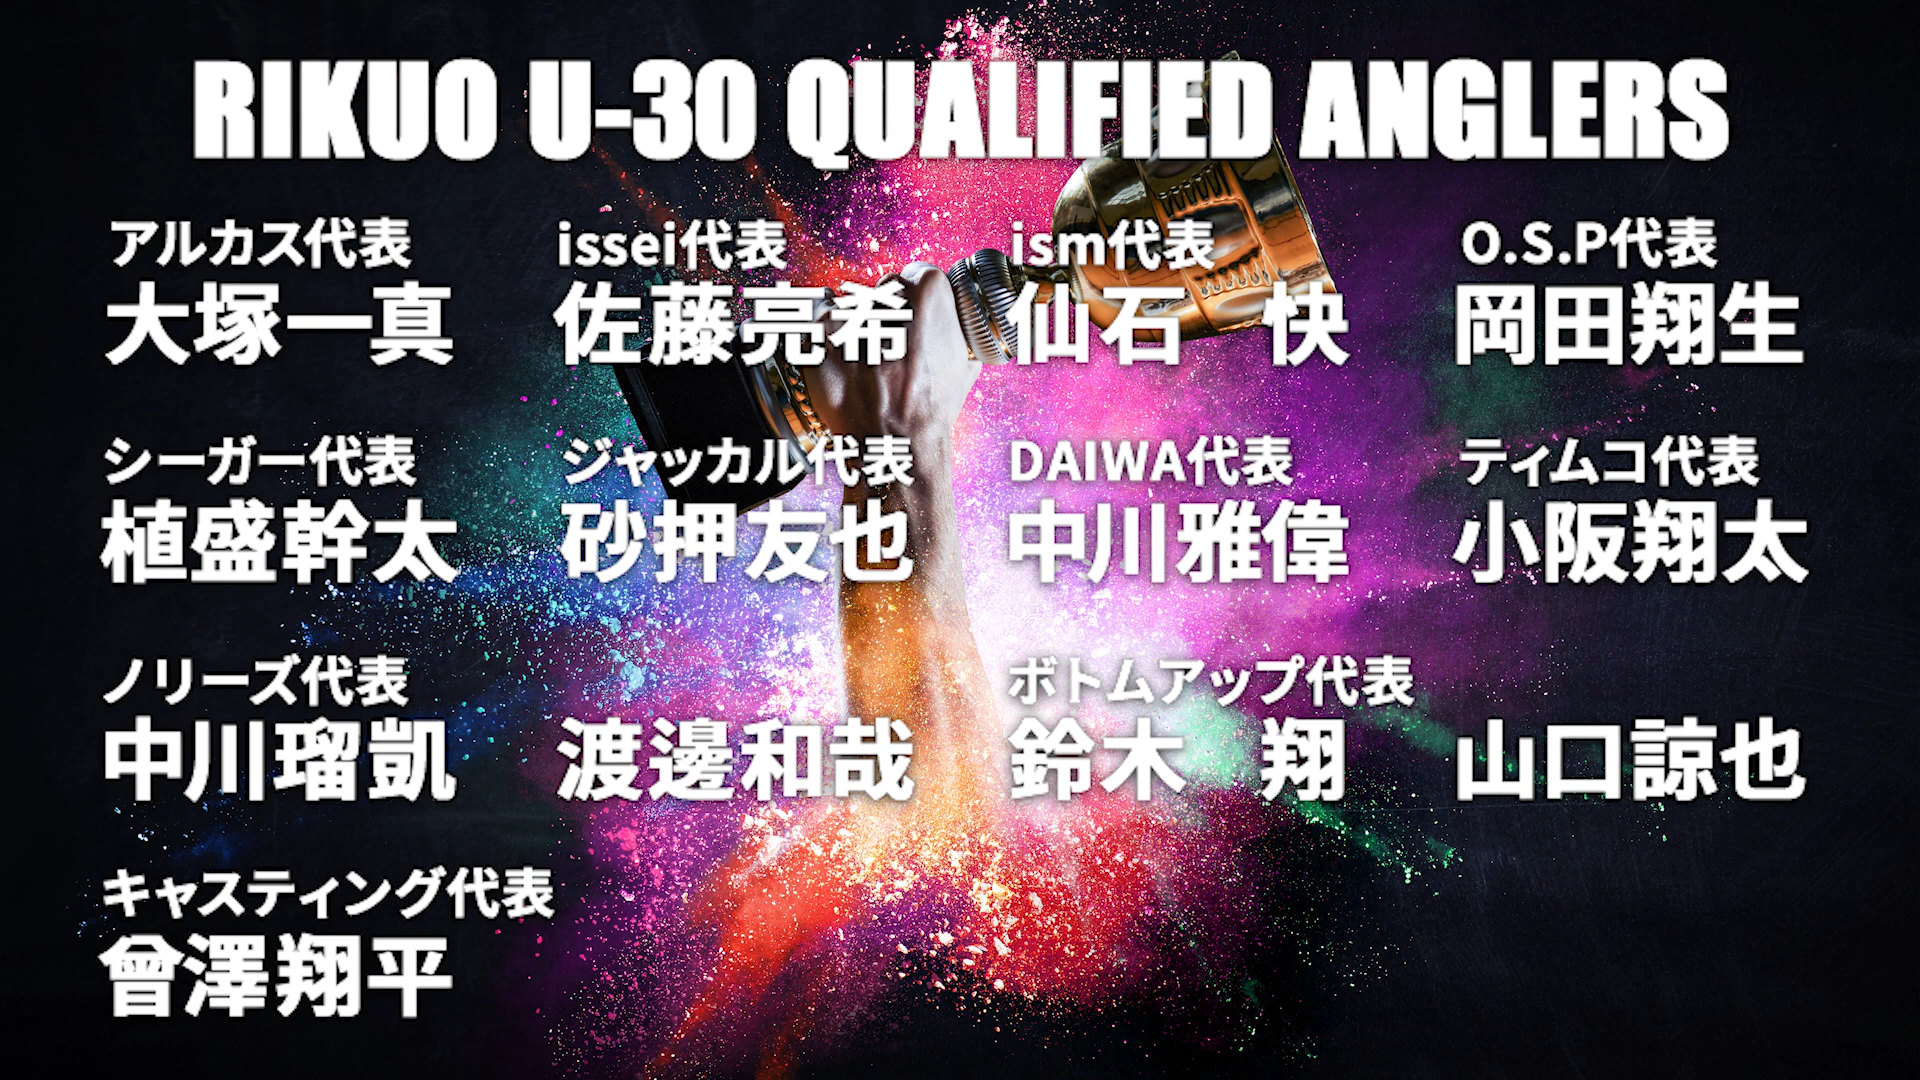 RIKUO U-30 QUALIFIED ANGLERS
アルカス代表
大塚一真
issei代表
佐藤亮希
ism代表
仙石 快
O.S.P代表
岡田翔生
シーガー代表
植盛幹太
ジャッカル代表
砂押友也
DAIWA代表
中川雅偉
ティムコ代表
小阪翔太
ノリーズ代表
中川瑠凱
渡邊和哉
ボトムアップ代表
鈴木 翔
山口諒也
キャスティング代表
曾澤翔平